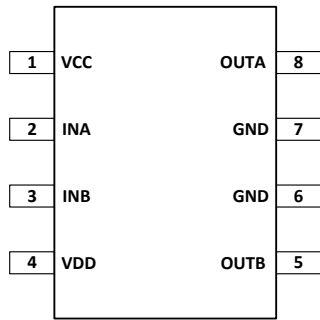 1 VCC OUTA 8
2 INA GND 7
3 INB GND 6
4 VDD OUTB 5